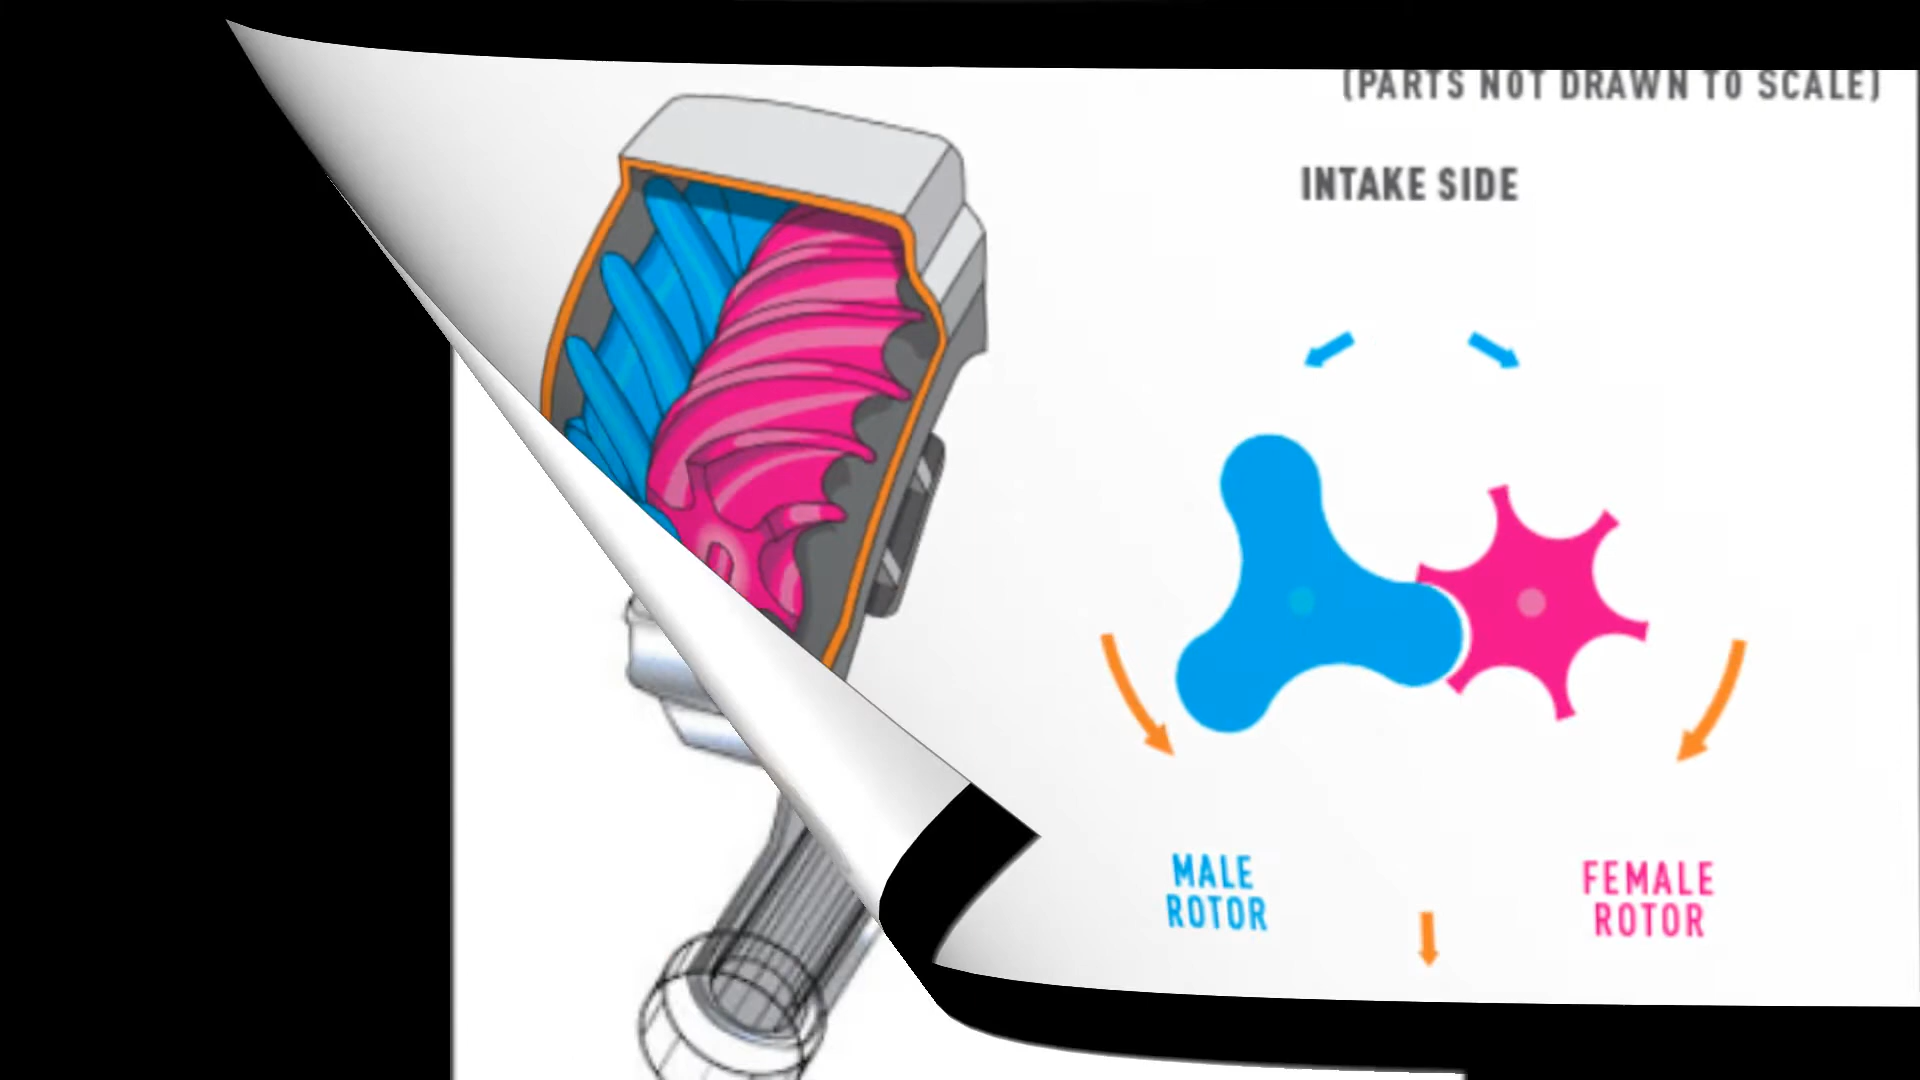 (PARTS NOT DRAWN TO SCALE)
INTAKE SIDE
MALE
ROTOR
FEMALE
ROTOR